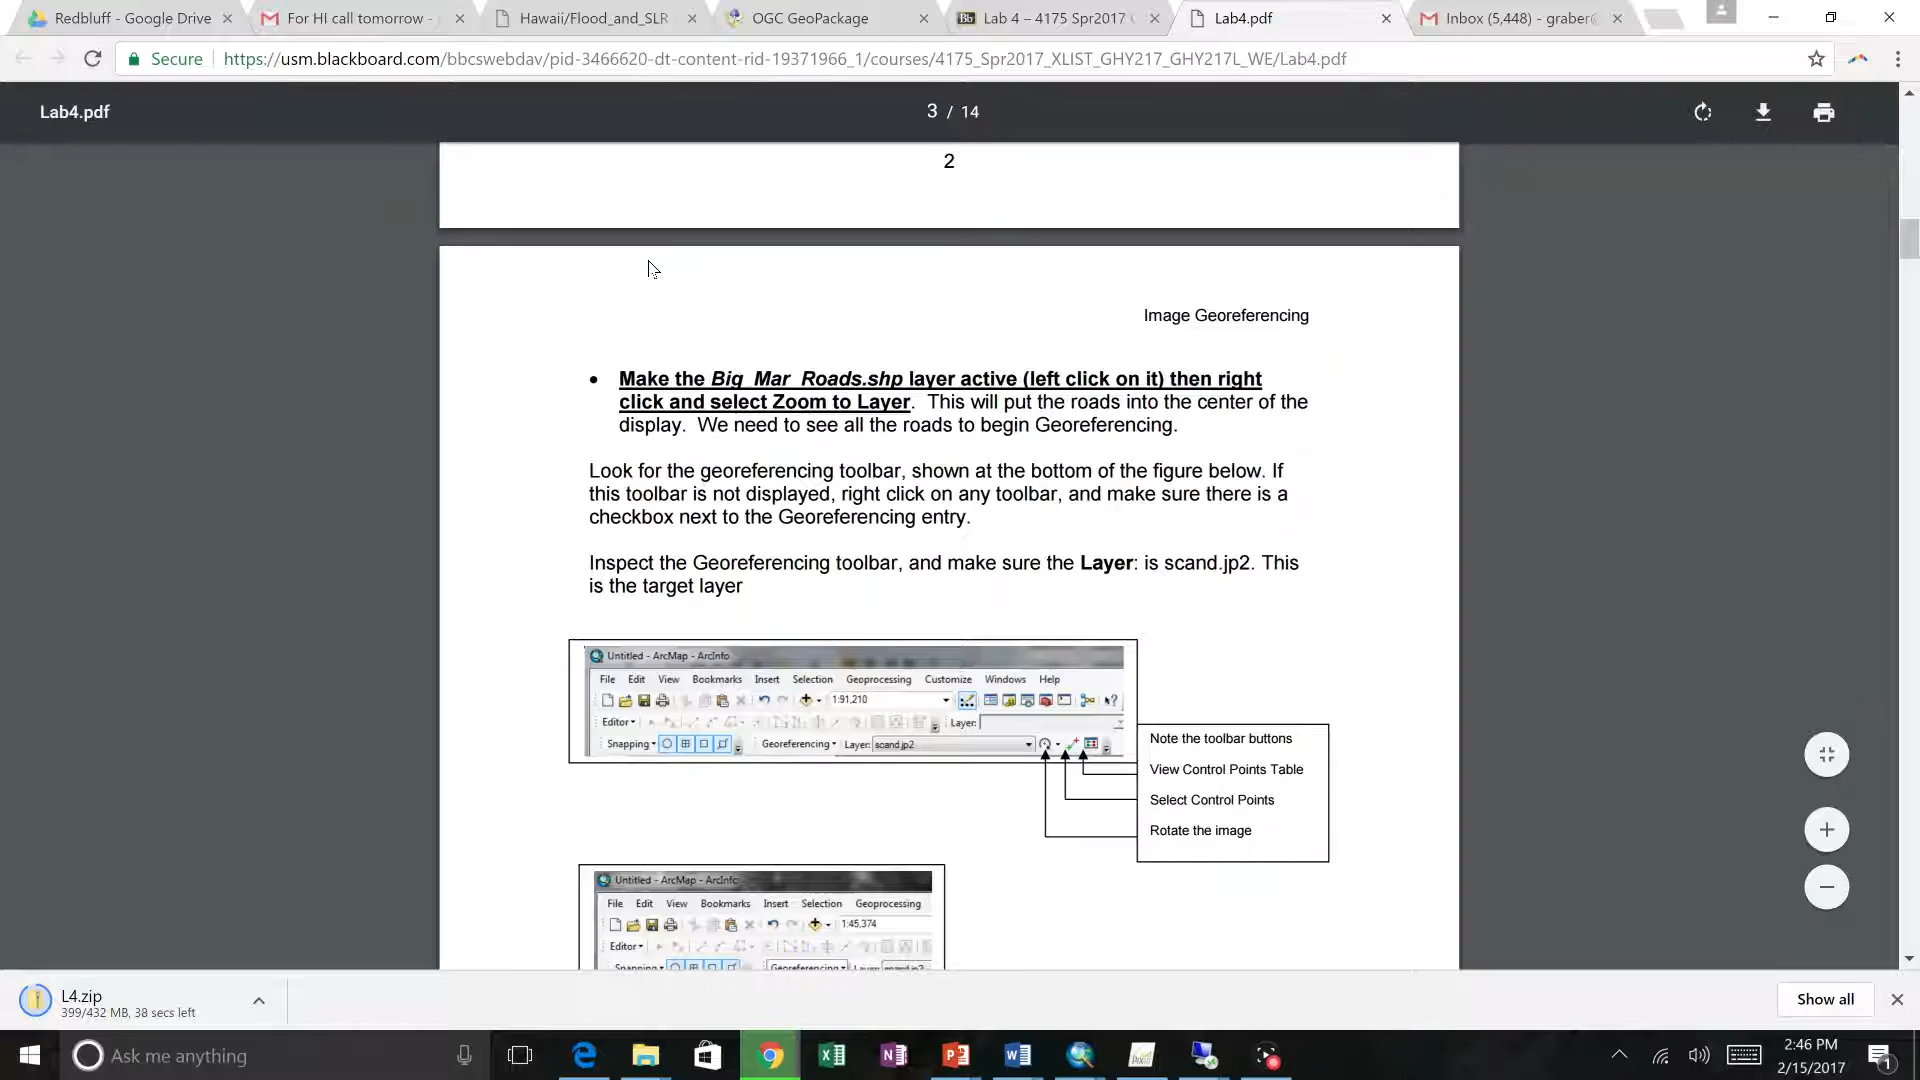 Redbluff - Google Drive
For HI call tomorrow -
Hawaii/Flood_and_SLR
OGC GeoPackage
Bb Lab 4 – 4175 Spr2017
Lab4.pdf
Inbox (5,448) - graber@
Secure https://usm.blackboard.com/bbcswebdav/pid-3466620-dt-content-rid-19371966_1/courses/4175_Spr2017_XLIST_GHY217_GHY217L_WE/Lab4.pdf
Lab4.pdf
3 / 14
2
Image Georeferencing
• Make the Big_Mar_Roads.shp layer active (left click on it) then right
click and select Zoom to Layer. This will put the roads into the center of the
display. We need to see all the roads to begin Georeferencing.
Look for the georeferencing toolbar, shown at the bottom of the figure below. If
this toolbar is not displayed, right click on any toolbar, and make sure there is a
checkbox next to the Georeferencing entry.
Inspect the Georeferencing toolbar, and make sure the Layer: is scand.jp2. This
is the target layer
Untitled - ArcMap - ArcInfo
File Edit View Bookmarks Insert Selection Geoprocessing Customize Windows Help
1:91,210
Editor Layer:
Snapping Georeferencing Layer: scand.jp2
Note the toolbar buttons
View Control Points Table
Select Control Points
Rotate the image
Untitled - ArcMap - ArcInfo
File Edit View Bookmarks Insert Selection Geoprocessing
1:45,374
Editor
Snapping Georeferencing Layer: scand.jp2
L4.zip
399/432 MB, 38 secs left
Show all
Ask me anything
2:46 PM
2/15/2017
1